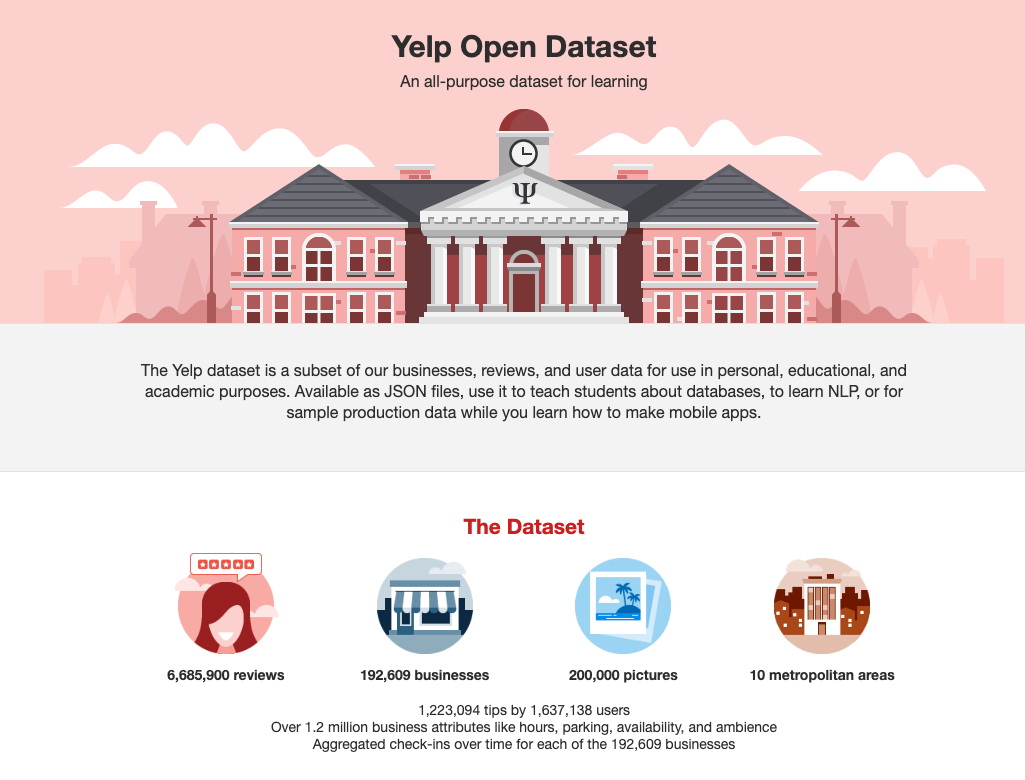 Yelp Open Dataset
An all-purpose dataset for learning
Ψ
The Yelp dataset is a subset of our businesses, reviews, and user data for use in personal, educational, and
academic purposes. Available as JSON files, use it to teach students about databases, to learn NLP, or for
sample production data while you learn how to make mobile apps.
The Dataset
6,685,900 reviews
192,609 businesses
200,000 pictures
10 metropolitan areas
1,223,094 tips by 1,637,138 users
Over 1.2 million business attributes like hours, parking, availability, and ambience
Aggregated check-ins over time for each of the 192,609 businesses